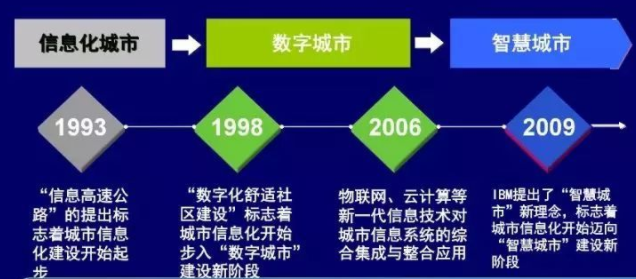 信息化城市
数字城市
智慧城市
1993
1998
2006
2009
“信息高速公
路”的提出标
志着城市信息
化建设开始起
步
“数字化舒适社
区建设”标志着
城市信息化开始
步入“数字城市”
建设新阶段
物联网、云计算等
新一代信息技术对
城市信息系统的综
合集成与整合应用
IBM提出了“智慧城
市”新理念，标志着
城市信息化开始迈向
“智慧城市”建设新
阶段